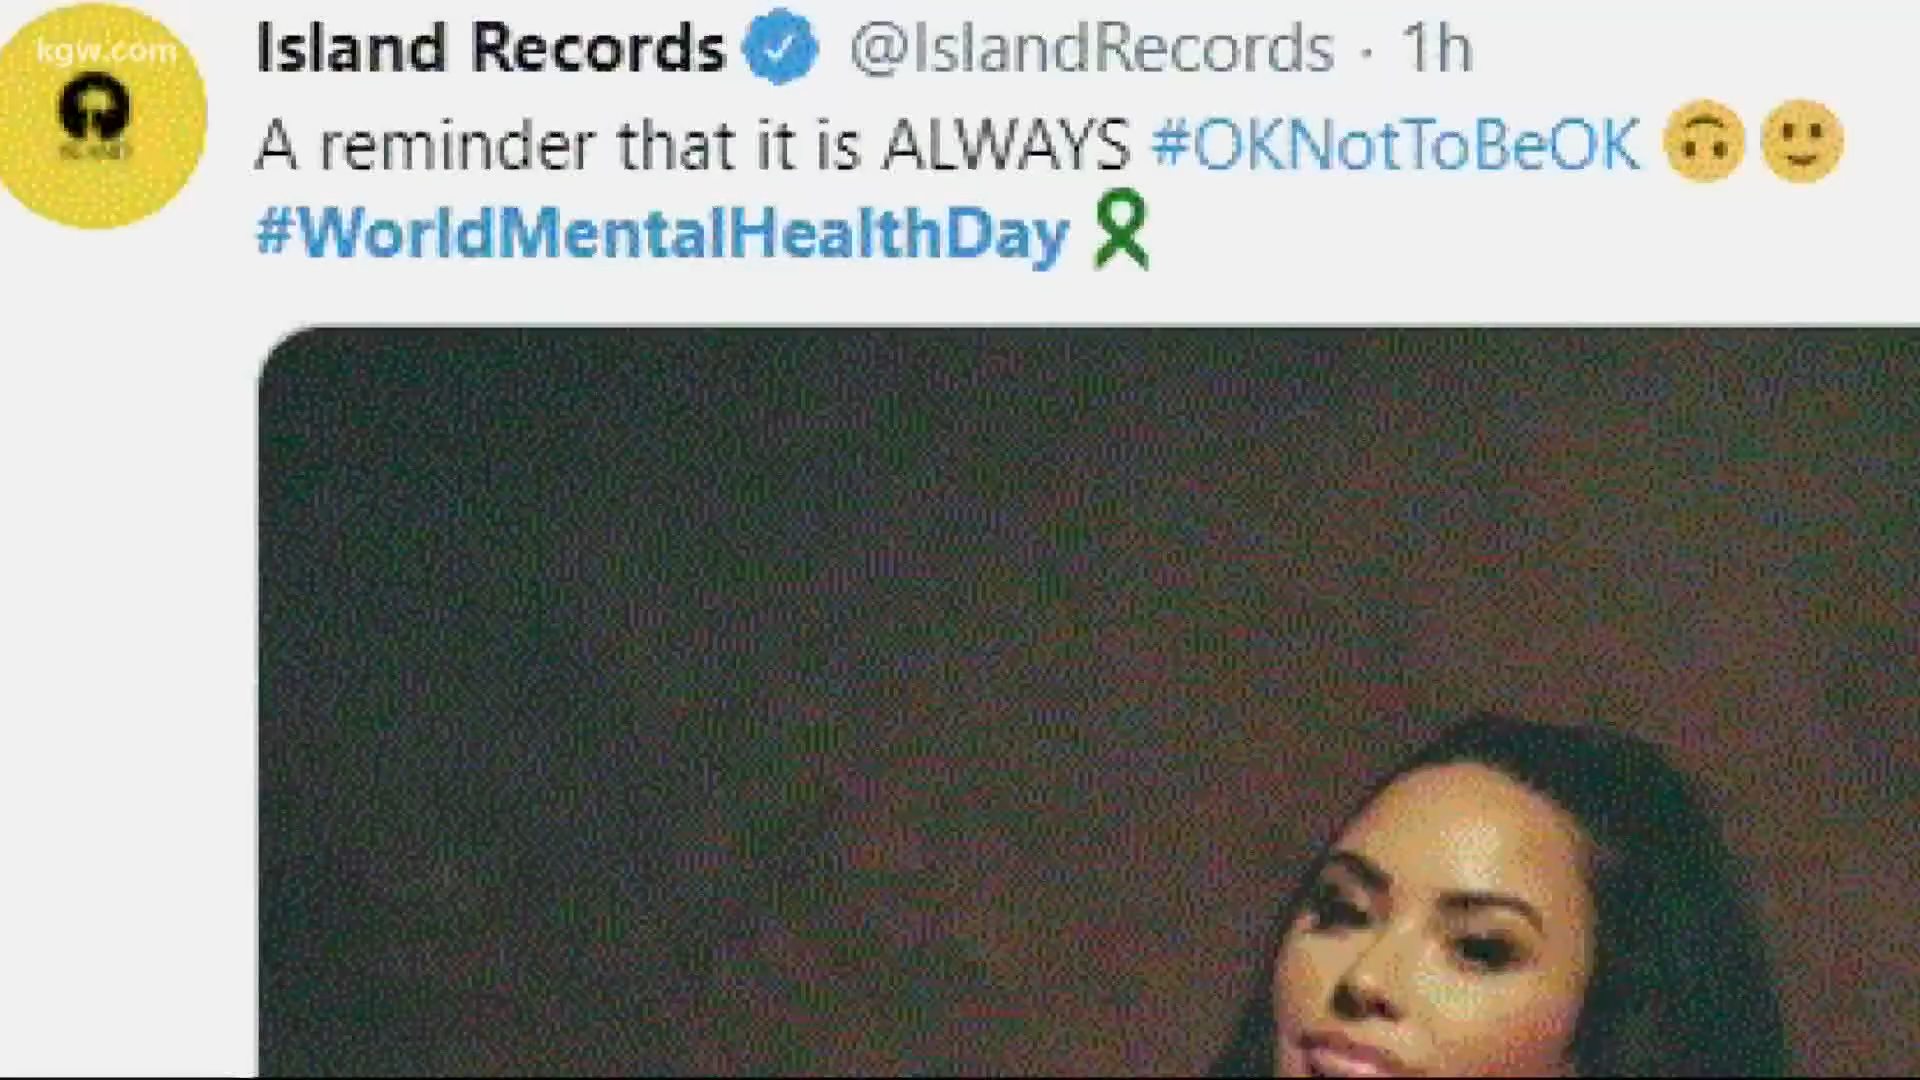 kgw.com
Island Records @IslandRecords · 1h
A reminder that it is ALWAYS #OKNotToBeOK 🙃🙂
#WorldMentalHealthDay